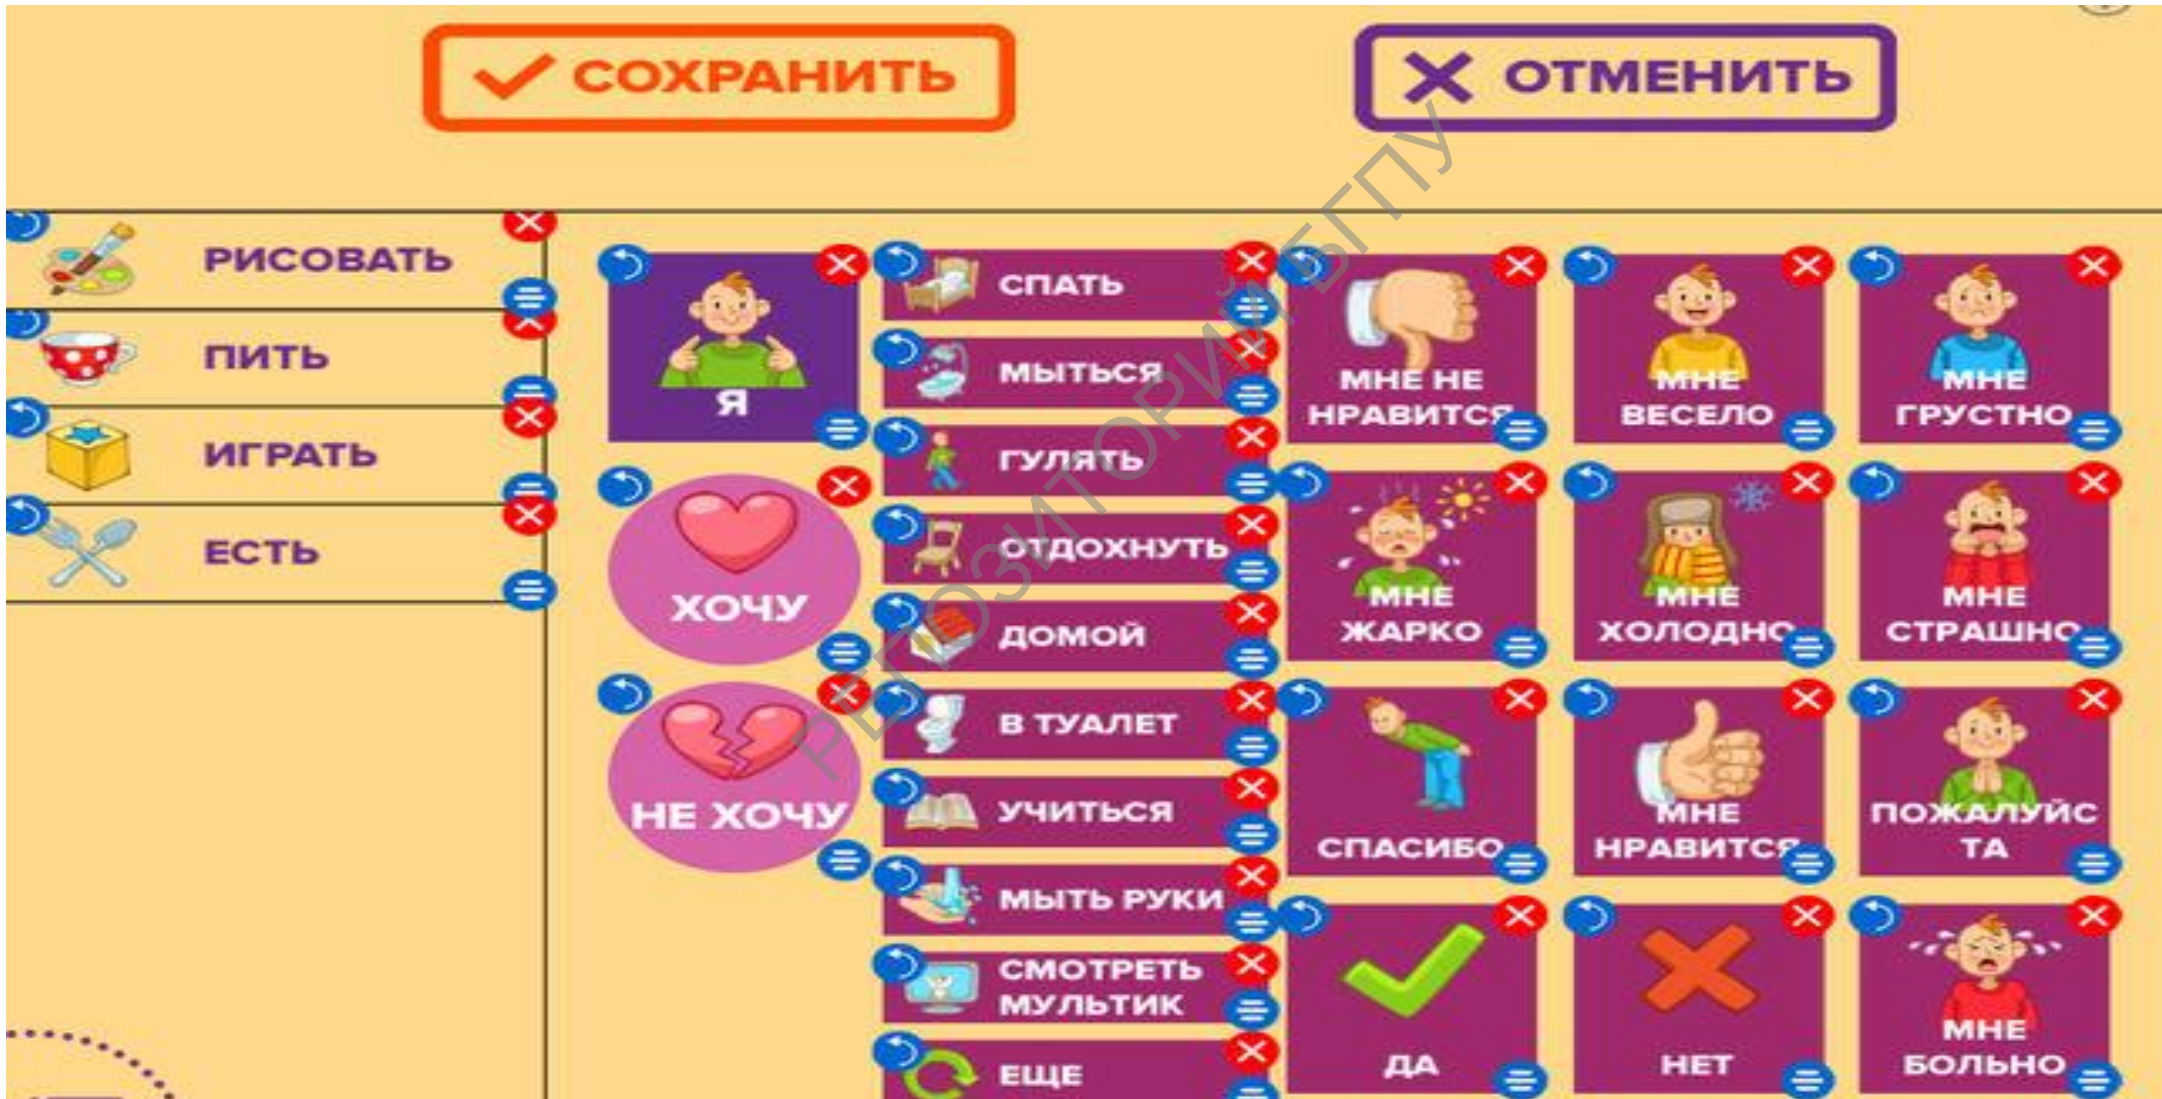 СОХРАНИТЬ
ОТМЕНИТЬ
РИСОВАТЬ
ПИТЬ
ИГРАТЬ
ЕСТЬ
Я
ХОЧУ
НЕ ХОЧУ
СПАТЬ
МЫТЬСЯ
ГУЛЯТЬ
ОТДОХНУТЬ
ДОМОЙ
В ТУАЛЕТ
УЧИТЬСЯ
МЫТЬ РУКИ
СМОТРЕТЬ
МУЛЬТИК
ЕЩЕ
МНЕ НЕ
НРАВИТСЯ
МНЕ
ВЕСЕЛО
МНЕ
ГРУСТНО
МНЕ
ЖАРКО
МНЕ
ХОЛОДНО
МНЕ
СТРАШНО
СПАСИБО
МНЕ
НРАВИТСЯ
ПОЖАЛУЙС
ТА
ДА
НЕТ
МНЕ
БОЛЬНО
РЕПОЗИТОРИЙ БГПУ